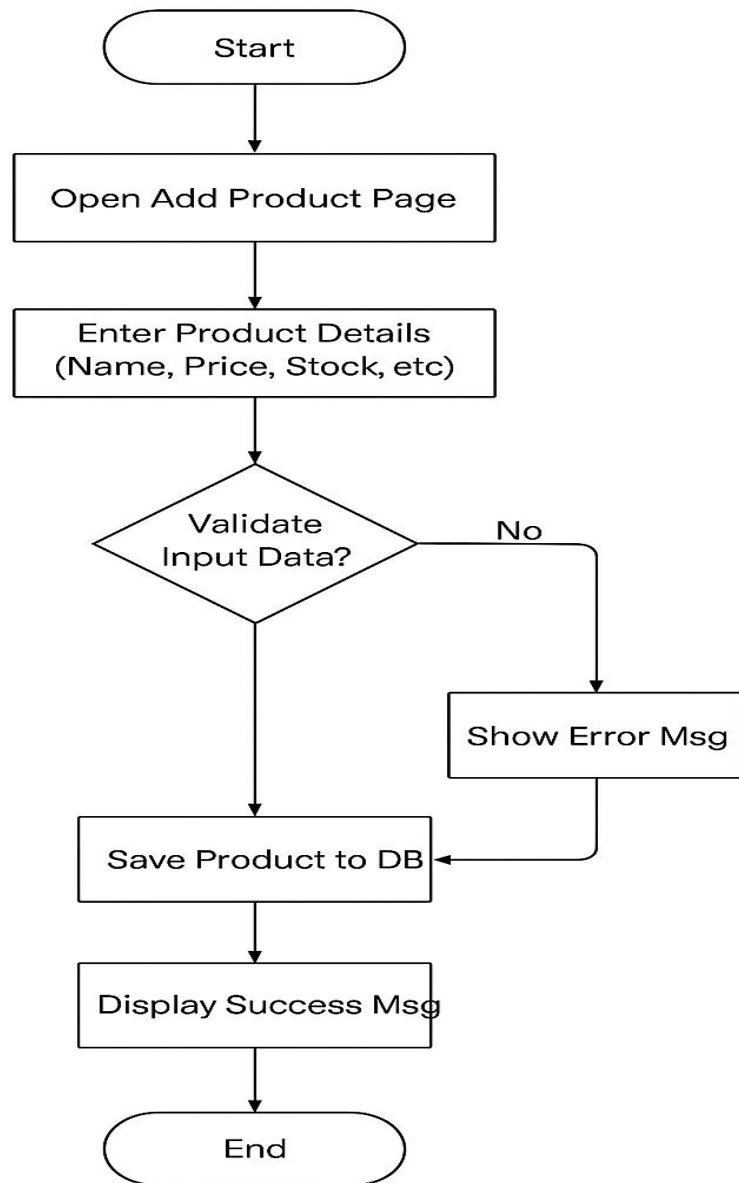 Start
Open Add Product Page
Enter Product Details
(Name, Price, Stock, etc)
Validate
Input Data?
No
Show Error Msg
Save Product to DB
Display Success Msg
End